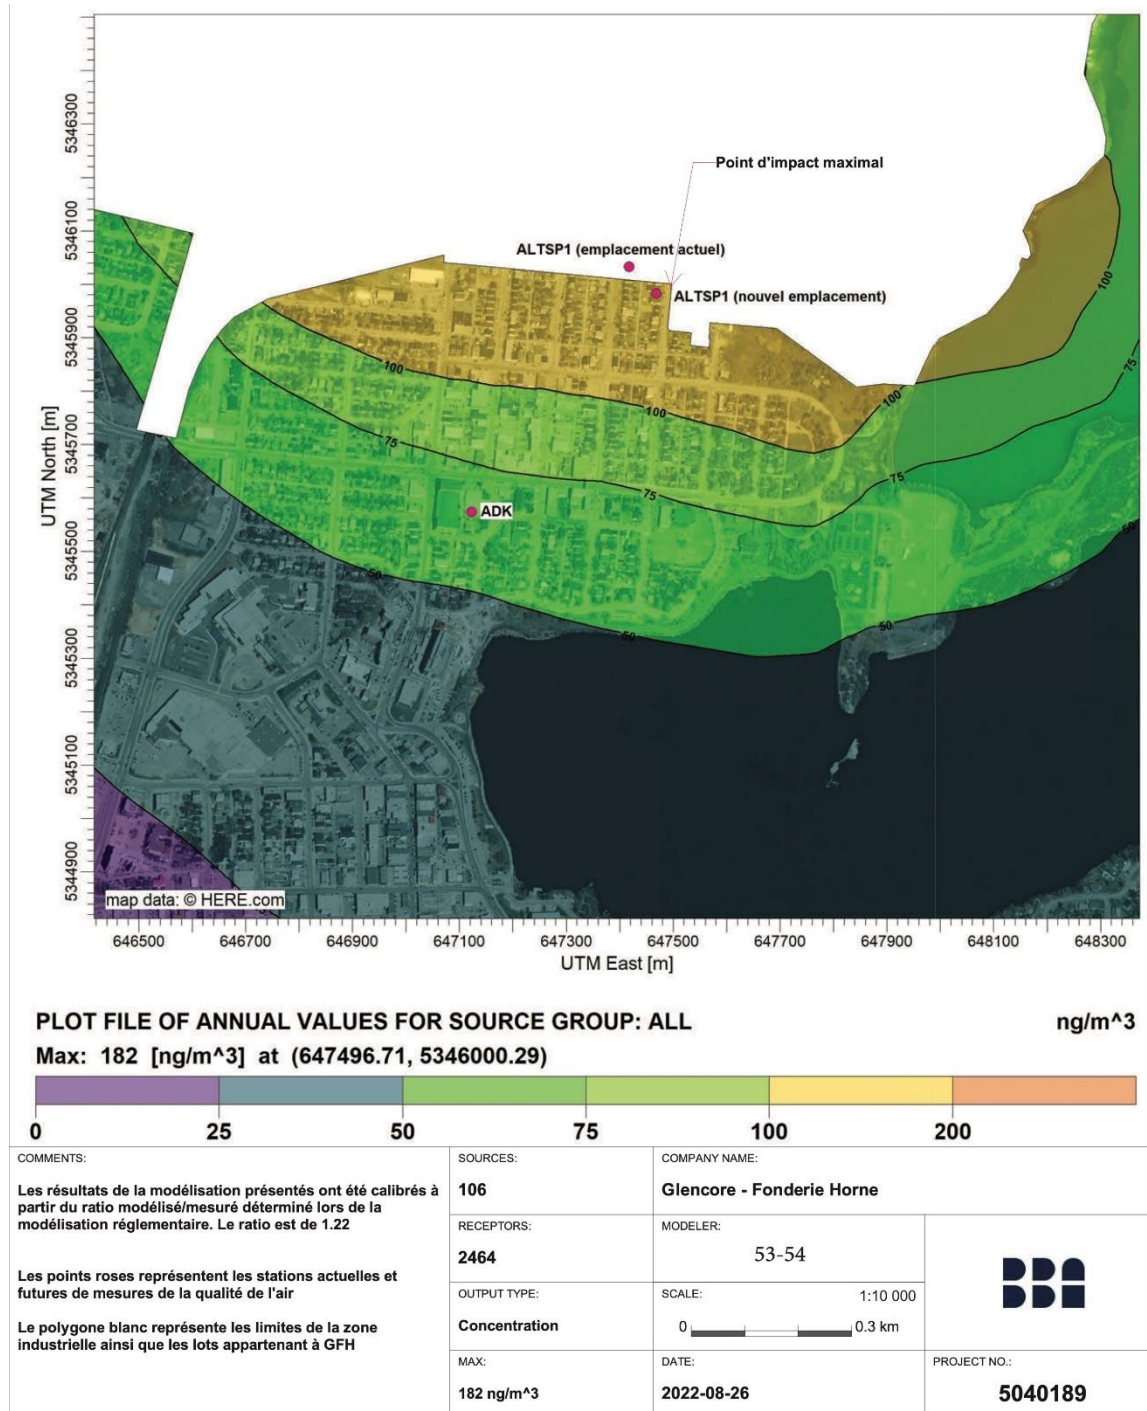 5346300
5346100
5345900
5345700
5345500
5345300
5345100
5344900
UTM North [m]
Point d'impact maximal
ALTSP1 (emplacement actuel)
ALTSP1 (nouvel emplacement)
100
100
100
100
75
75
75
75
ADK
50
50
50
50
map data: © HERE.com
646500 646700 646900 647100 647300 647500 647700 647900 648100 648300
UTM East [m]
PLOT FILE OF ANNUAL VALUES FOR SOURCE GROUP: ALL ng/m^3
Max: 182 [ng/m^3] at (647496.71, 5346000.29)
0 25 50 75 100 200
COMMENTS:
Les résultats de la modélisation présentés ont été calibrés à
partir du ratio modélisé/mesuré déterminé lors de la
modélisation réglementaire. Le ratio est de 1.22
Les points roses représentent les stations actuelles et
futures de mesures de la qualité de l'air
Le polygone blanc représente les limites de la zone
industrielle ainsi que les lots appartenant à GFH
SOURCES:
106
COMPANY NAME:
Glencore - Fonderie Horne
RECEPTORS:
2464
MODELER:
53-54
OUTPUT TYPE:
Concentration
SCALE: 1:10 000
0 0.3 km
BBA
MAX:
182 ng/m^3
DATE:
2022-08-26
PROJECT NO.:
5040189